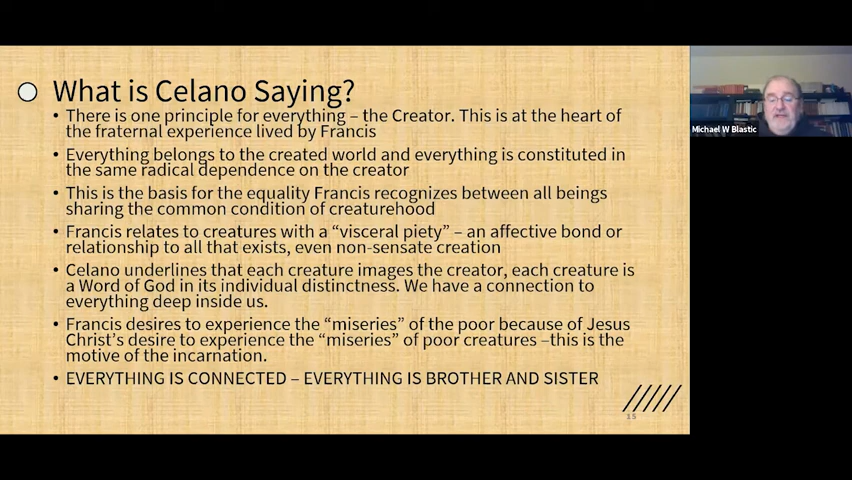 What is Celano Saying?
• There is one principle for everything – the Creator. This is at the heart of
the fraternal experience lived by Francis
• Everything belongs to the created world and everything is constituted in
the same radical dependence on the creator
• This is the basis for the equality Francis recognizes between all beings
sharing the common condition of creaturehood
• Francis relates to creatures with a “visceral piety” – an affective bond or
relationship to all that exists, even non-sensate creation
• Celano underlines that each creature images the creator, each creature is
a Word of God in its individual distinctness. We have a connection to
everything deep inside us.
• Francis desires to experience the “miseries” of the poor because of Jesus
Christ’s desire to experience the “miseries” of poor creatures –this is the
motive of the incarnation.
• EVERYTHING IS CONNECTED – EVERYTHING IS BROTHER AND SISTER
15
Michael W Blastic